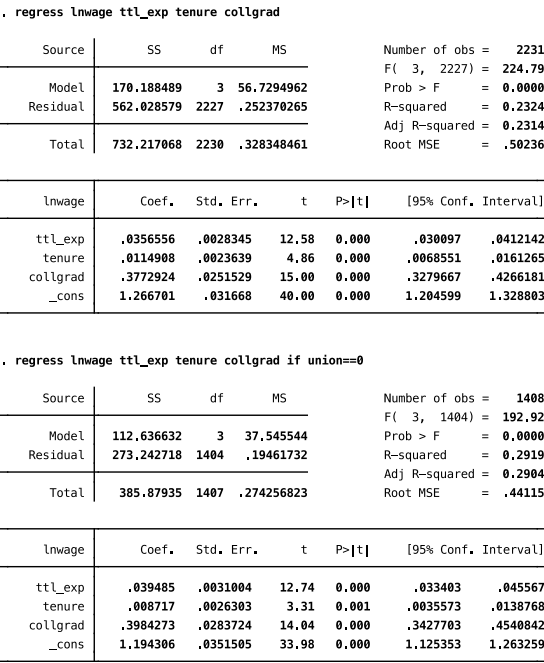 . regress lnwage ttl_exp tenure collgrad
Source | SS df MS Number of obs = 2231
F( 3, 2227) = 224.79
Model | 170.188489 3 56.7294962 Prob > F = 0.0000
Residual | 562.028579 2227 .252370265 R-squared = 0.2324
Adj R-squared = 0.2314
Total | 732.217068 2230 .328348461 Root MSE = .50236
lnwage | Coef. Std. Err. t P>|t| [95% Conf. Interval]
ttl_exp | .0356556 .0028345 12.58 0.000 .030097 .0412142
tenure | .0114908 .0023639 4.86 0.000 .0068551 .0161265
collgrad | .3772924 .0251529 15.00 0.000 .3279667 .4266181
_cons | 1.266701 .031668 40.00 0.000 1.204599 1.328803
. regress lnwage ttl_exp tenure collgrad if union==0
Source | SS df MS Number of obs = 1408
F( 3, 1404) = 192.92
Model | 112.636632 3 37.545544 Prob > F = 0.0000
Residual | 273.242718 1404 .19461732 R-squared = 0.2919
Adj R-squared = 0.2904
Total | 385.87935 1407 .274256823 Root MSE = .44115
lnwage | Coef. Std. Err. t P>|t| [95% Conf. Interval]
ttl_exp | .039485 .0031004 12.74 0.000 .033403 .045567
tenure | .008717 .0026303 3.31 0.001 .0035573 .0138768
collgrad | .3984273 .0283724 14.04 0.000 .3427703 .4540842
_cons | 1.194306 .0351505 33.98 0.000 1.125353 1.263259